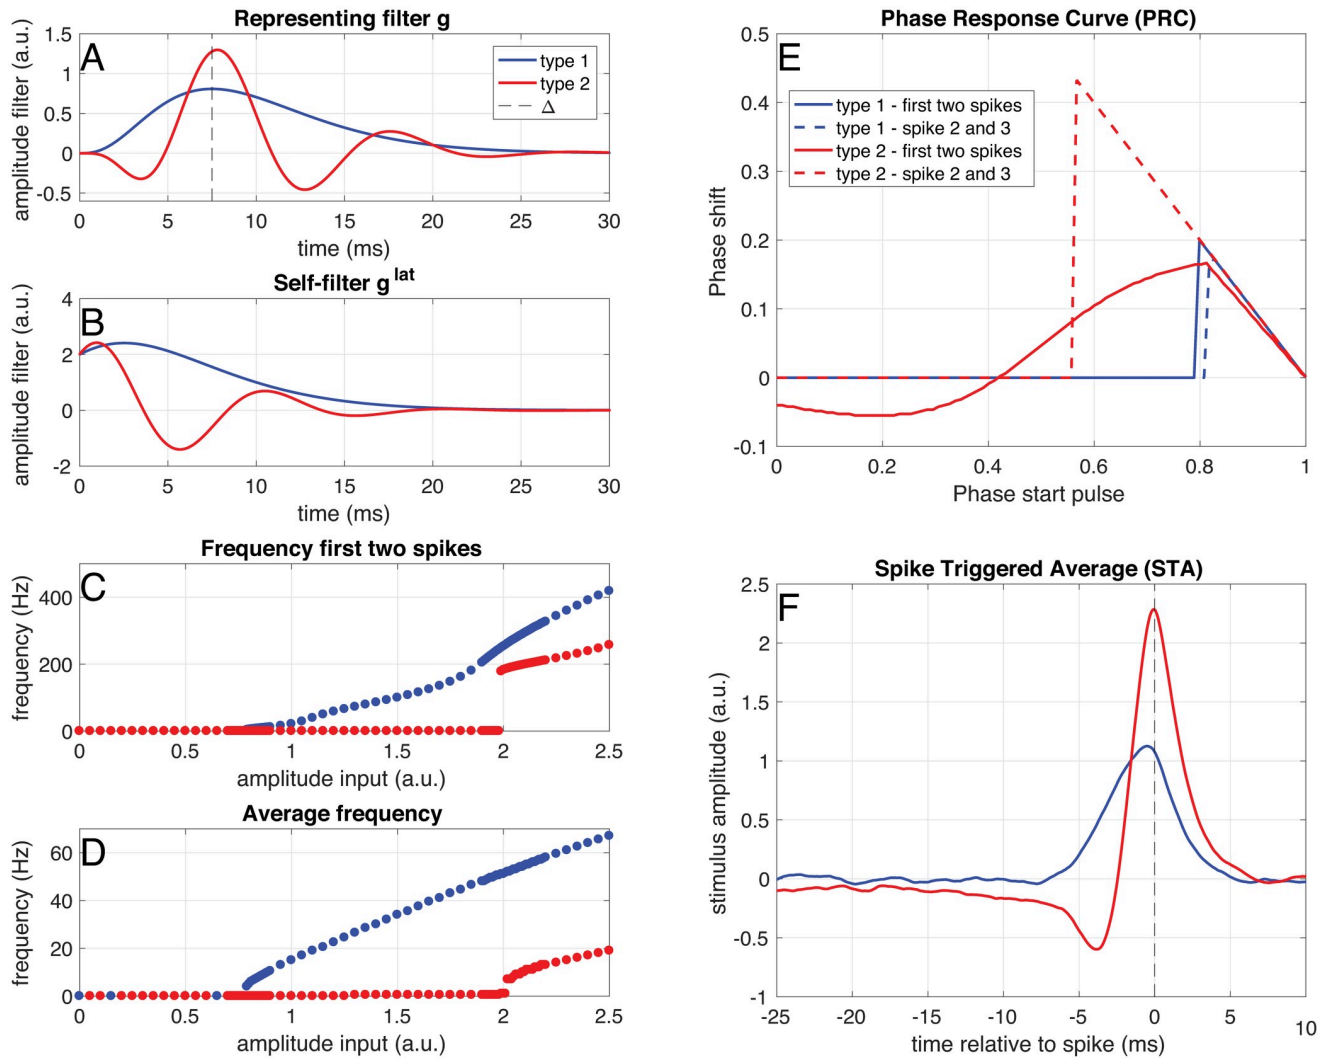 Representing filter g
A
amplitude filter (a.u.)
1.5
1
0.5
0
-0.5
type 1
type 2
Δ
0 5 10 15 20 25 30
time (ms)
Self-filter g lat
B
amplitude filter (a.u.)
4
2
0
-2
0 5 10 15 20 25 30
time (ms)
Frequency first two spikes
C
frequency (Hz)
400
200
0
0 0.5 1 1.5 2 2.5
amplitude input (a.u.)
Average frequency
D
frequency (Hz)
60
40
20
0
0 0.5 1 1.5 2 2.5
amplitude input (a.u.)
Phase Response Curve (PRC)
E
Phase shift
0.5
0.4
0.3
0.2
0.1
0
-0.1
type 1 - first two spikes
type 1 - spike 2 and 3
type 2 - first two spikes
type 2 - spike 2 and 3
0 0.2 0.4 0.6 0.8 1
Phase start pulse
Spike Triggered Average (STA)
F
stimulus amplitude (a.u.)
2.5
2
1.5
1
0.5
0
-0.5
-1
-25 -20 -15 -10 -5 0 5 10
time relative to spike (ms)